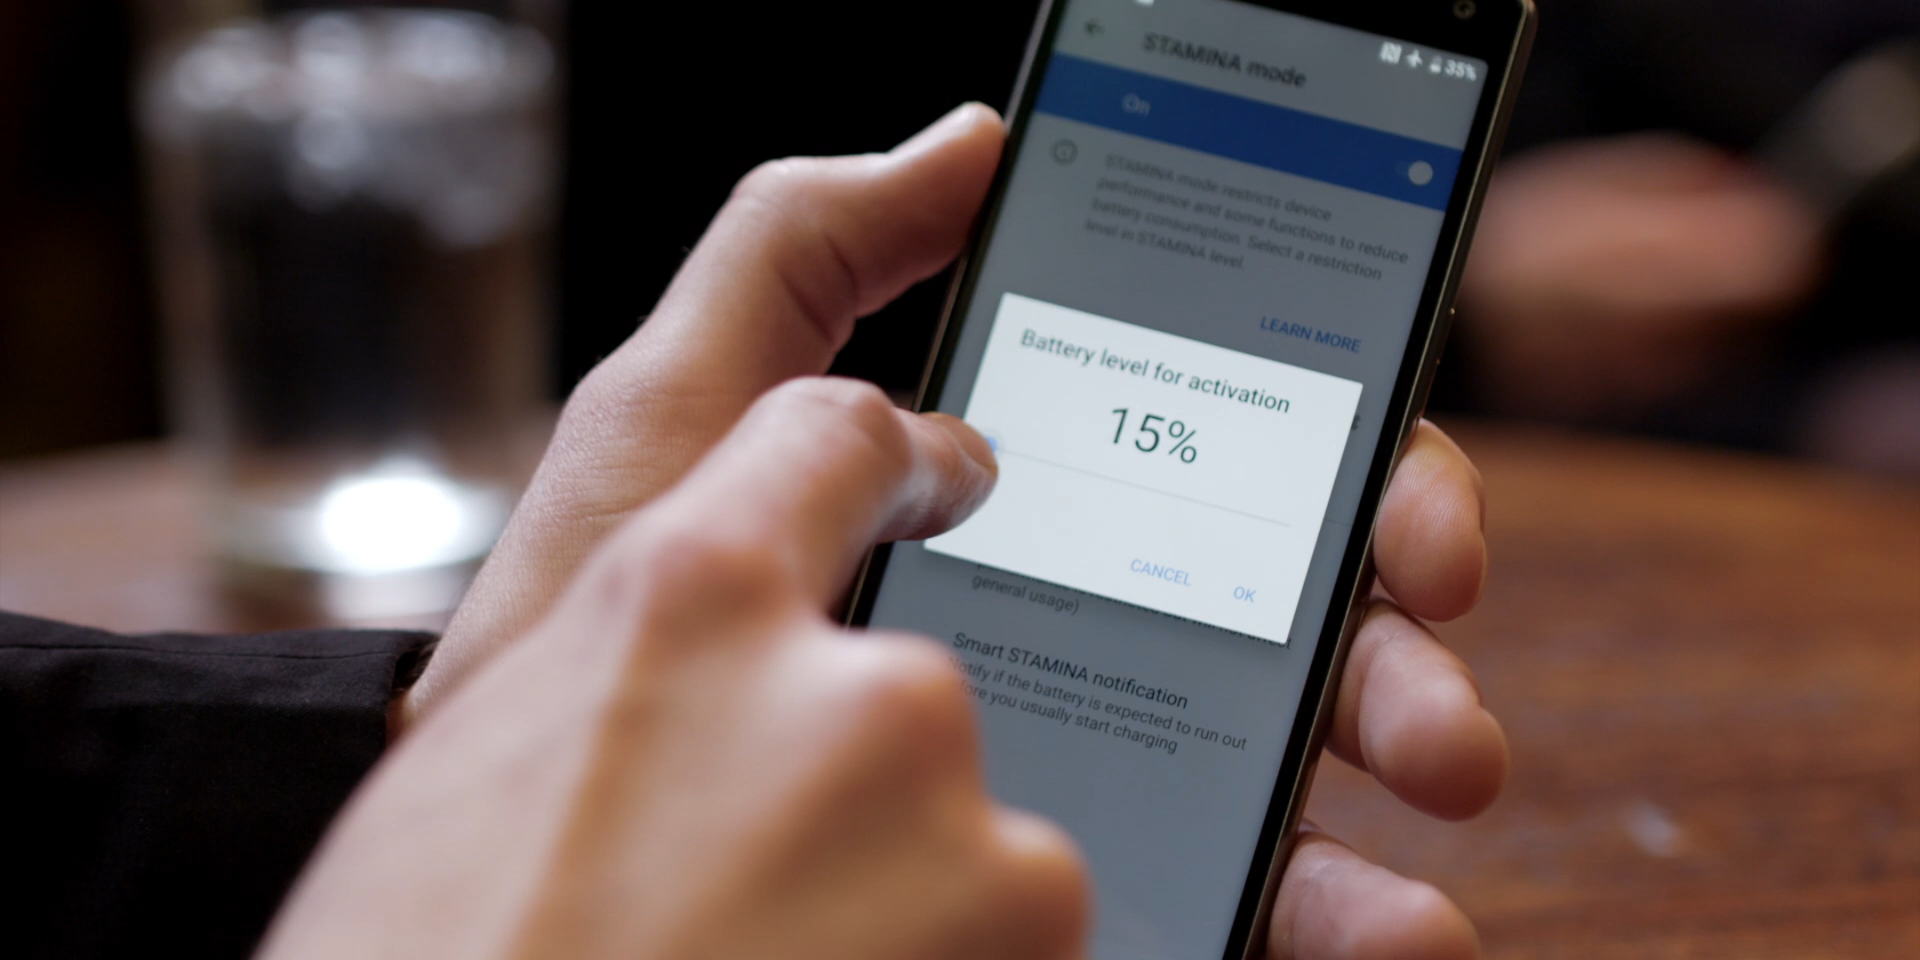 35%
STAMINA mode
On
STAMINA mode restricts device
performance and some functions to reduce
battery consumption. Select a restriction
level in STAMINA level.
LEARN MORE
Battery level for activation
15%
CANCEL
OK
general usage)
Smart STAMINA notification
Notify if the battery is expected to run out
you usually start charging